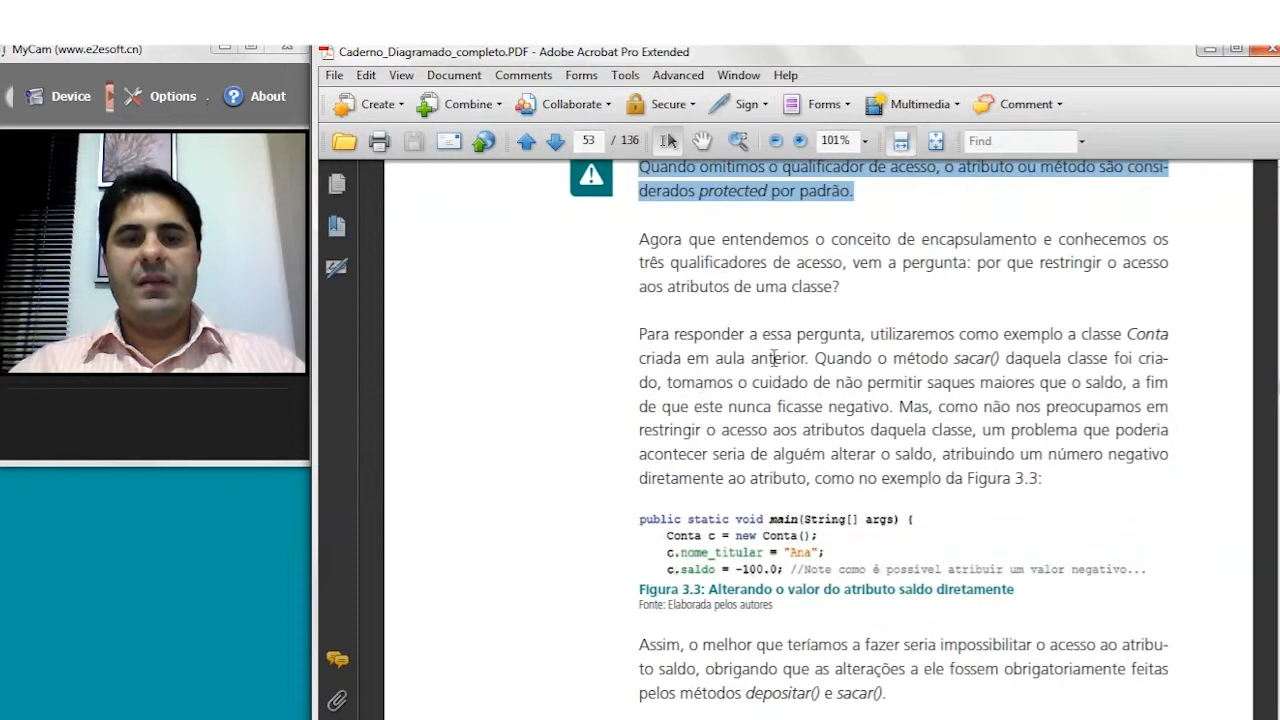 MyCam (www.e2esoft.cn)
Caderno_Diagramado_completo.PDF - Adobe Acrobat Pro Extended
File Edit View Document Comments Forms Tools Advanced Window Help
Device Options . About
Create Combine Collaborate Secure Sign Forms Multimedia Comment
53 / 136 101% Find
Quando omitimos o qualificador de acesso, o atributo ou método são consi-
derados protected por padrão.
Agora que entendemos o conceito de encapsulamento e conhecemos os
três qualificadores de acesso, vem a pergunta: por que restringir o acesso
aos atributos de uma classe?
Para responder a essa pergunta, utilizaremos como exemplo a classe Conta
criada em aula anterior. Quando o método sacar() daquela classe foi cria-
do, tomamos o cuidado de não permitir saques maiores que o saldo, a fim
de que este nunca ficasse negativo. Mas, como não nos preocupamos em
restringir o acesso aos atributos daquela classe, um problema que poderia
acontecer seria de alguém alterar o saldo, atribuindo um número negativo
diretamente ao atributo, como no exemplo da Figura 3.3:
public static void main(String[] args) {
Conta c = new Conta();
c.nome_titular = "Ana";
c.saldo = -100.0; //Note como é possivel atribuir um valor negativo...
Figura 3.3: Alterando o valor do atributo saldo diretamente
Fonte: Elaborada pelos autores
Assim, o melhor que teríamos a fazer seria impossibilitar o acesso ao atribu-
to saldo, obrigando que as alterações a ele fossem obrigatoriamente feitas
pelos métodos depositar() e sacar().